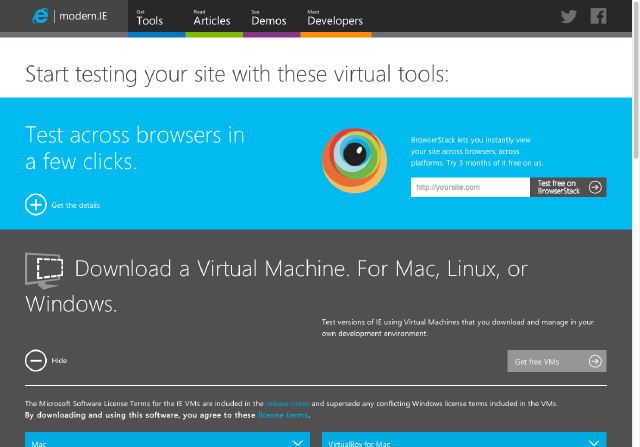 modern.IE
Get
Tools
Read
Articles
See
Demos
Meet
Developers
Start testing your site with these virtual tools:
Test across browsers in
a few clicks.
Get the details
BrowserStack lets you instantly view
your site across browsers, across
platforms. Try 3 months of it free on us.
http://yoursite.com
Test free on
BrowserStack
Download a Virtual Machine. For Mac, Linux, or
Windows.
Test versions of IE using Virtual Machines that you download and manage in your
own development environment.
Hide
Get free VMs
The Microsoft Software License Terms for the IE VMs are included in the release notes and supersede any conflicting Windows license terms included in the VMs.
By downloading and using this software, you agree to these license terms.
Mac
VirtualBox for Mac